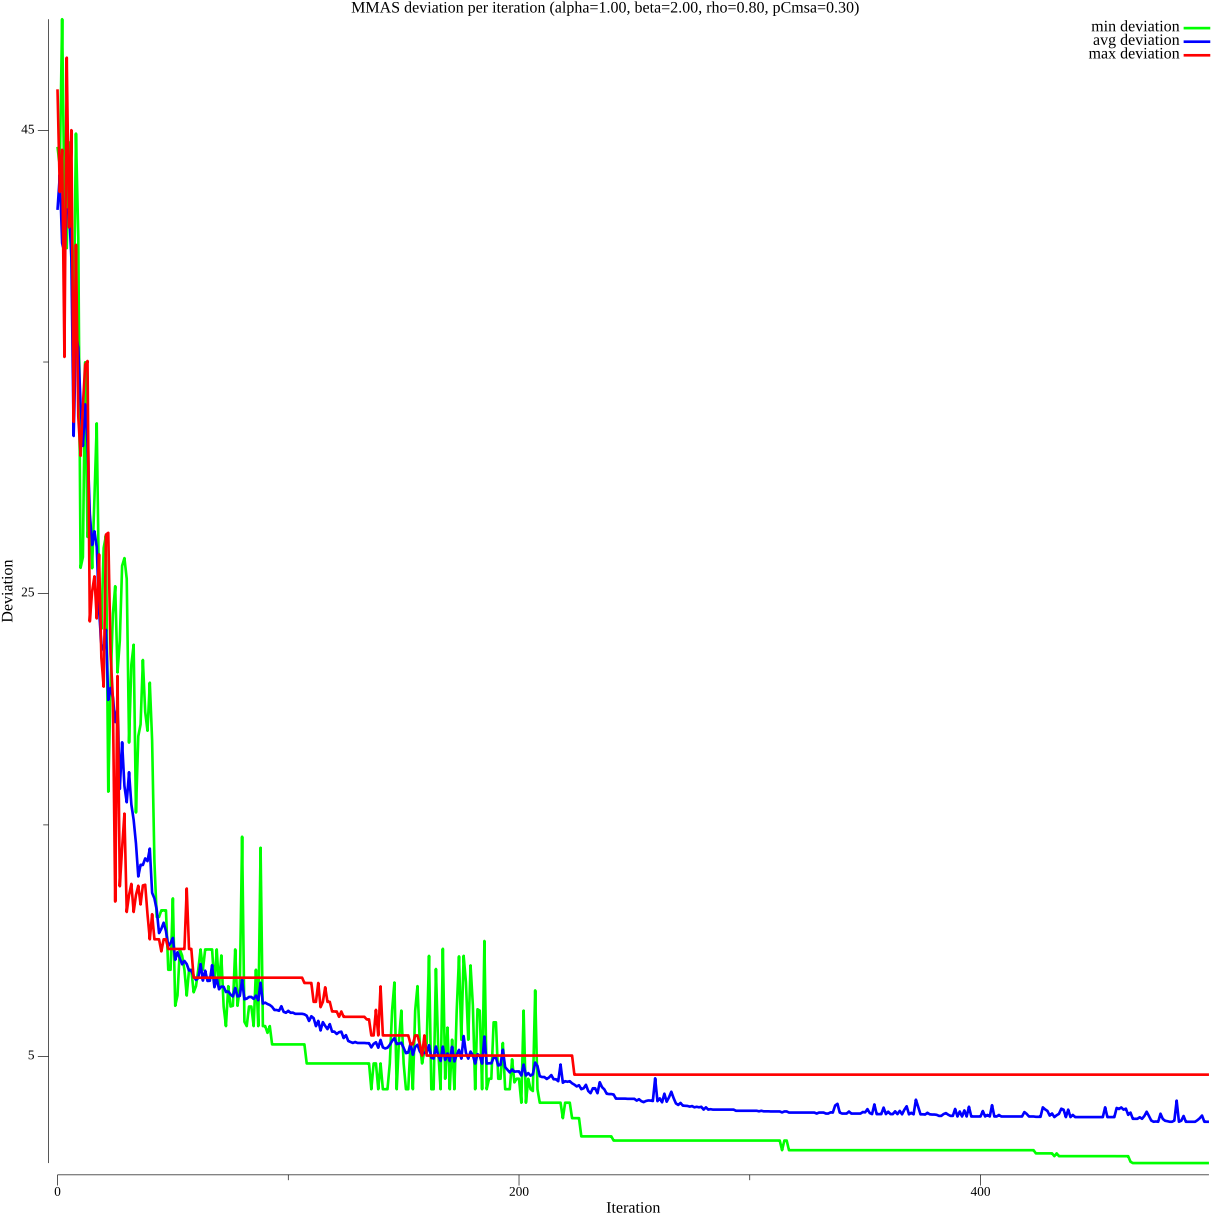 MMAS deviation per iteration (alpha=1.00, beta=2.00, rho=0.80, pCmsa=0.30)
min deviation
avg deviation
max deviation
45
25
5
Deviation
0
200
400
Iteration